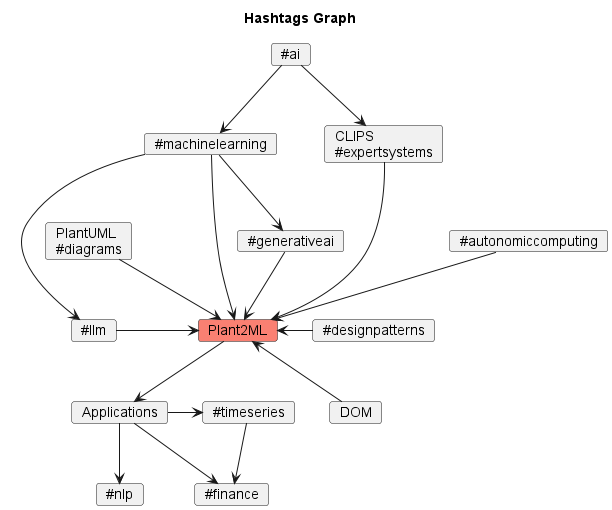 Hashtags Graph
#ai
#machinelearning
CLIPS
#expertsystems
PlantUML
#diagrams
#generativeai
#autonomiccomputing
#llm
Plant2ML
#designpatterns
Applications
#timeseries
DOM
#nlp
#finance